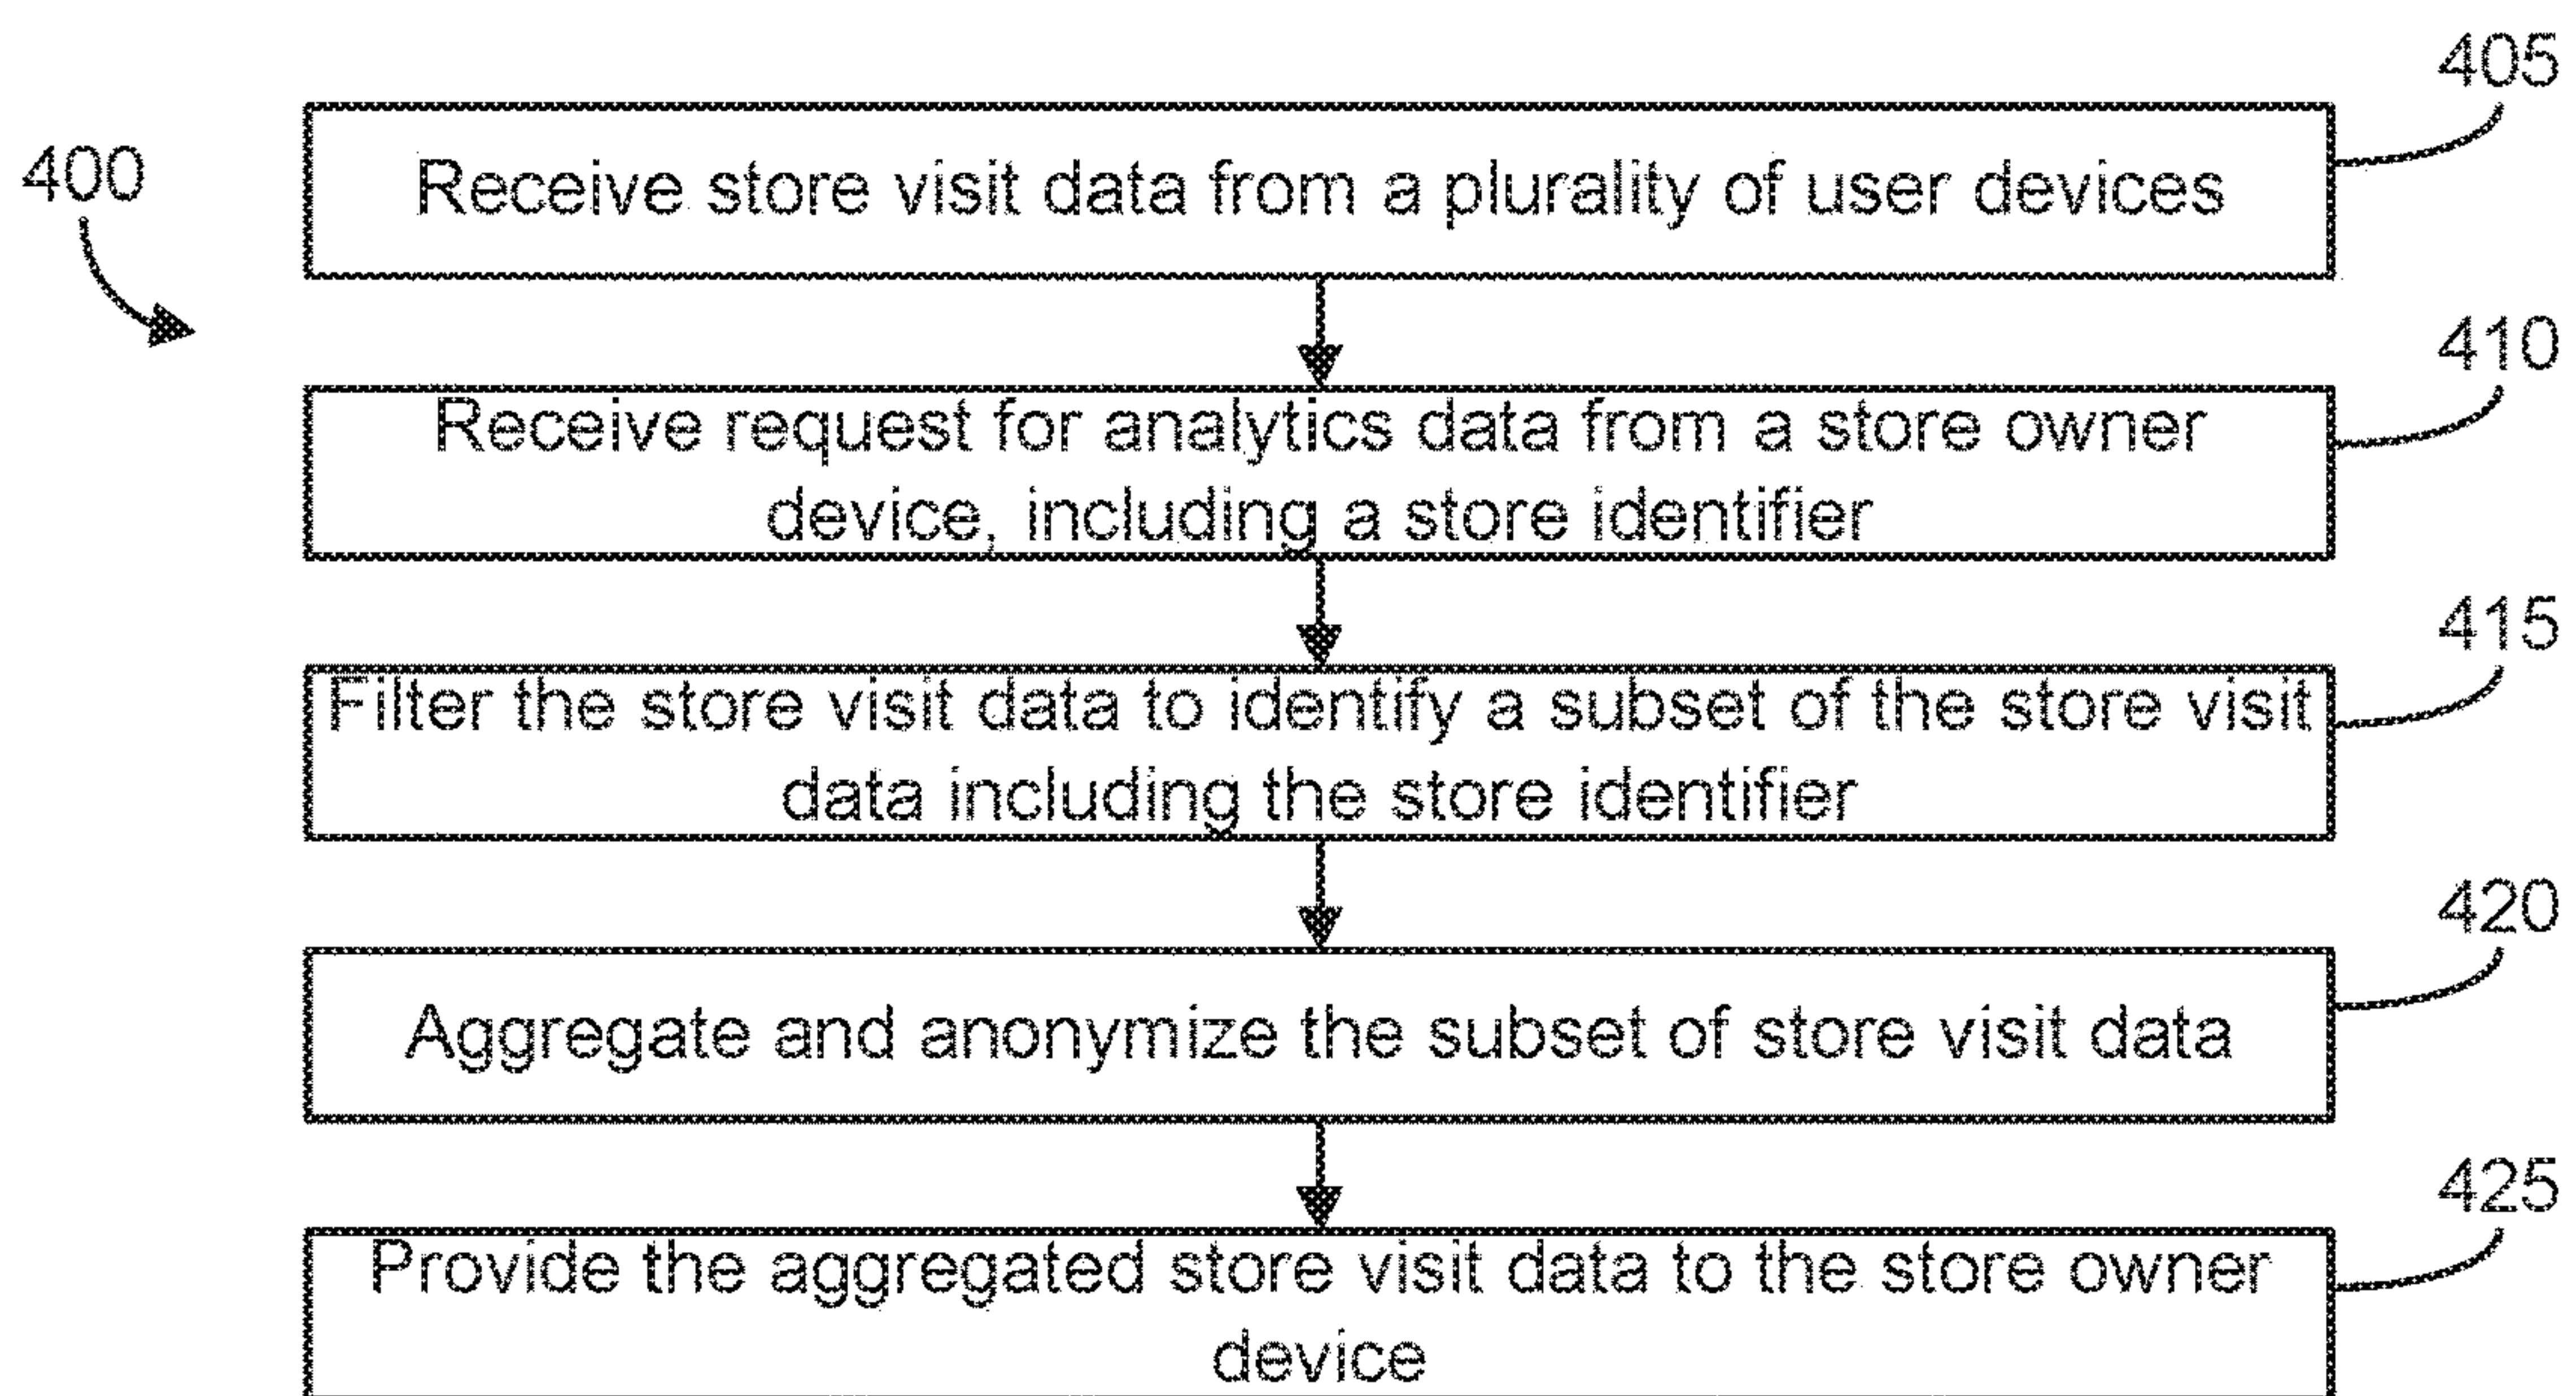 405
400
Receive store visit data from a plurality of user devices
410
Receive request for analytics data from a store owner
device, including a store identifier
415
Filter the store visit data to identify a subset of the store visit
data including the store identifier
420
Aggregate and anonymize the subset of store visit data
425
Provide the aggregated store visit data to the store owner
device